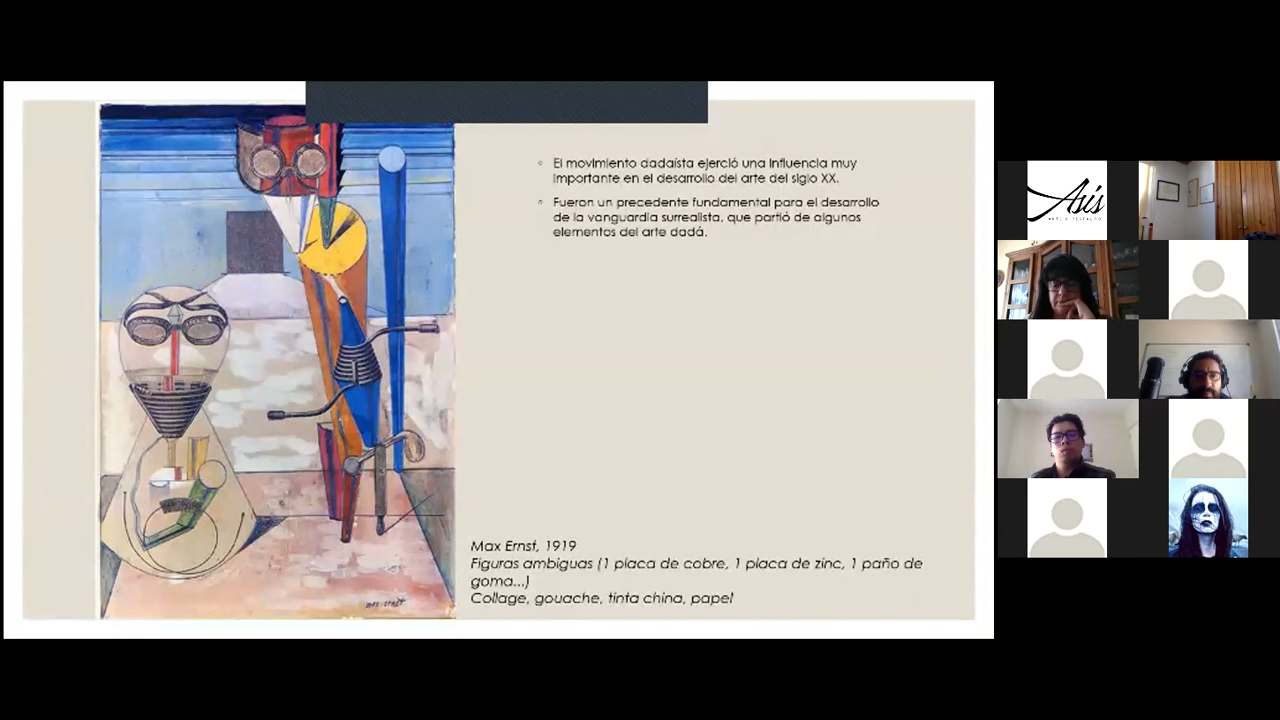 El movimiento dadaísta ejerció una influencia muy
importante en el desarrollo del arte del siglo XX.
Fueron un precedente fundamental para el desarrollo
de la vanguardia surrealista, que partió de algunos
elementos del arte dadá.
Max Ernst, 1919
Figuras ambiguas (1 placa de cobre, 1 placa de zinc, 1 paño de
goma...)
Collage, gouache, tinta china, papel
max ernst
Asis